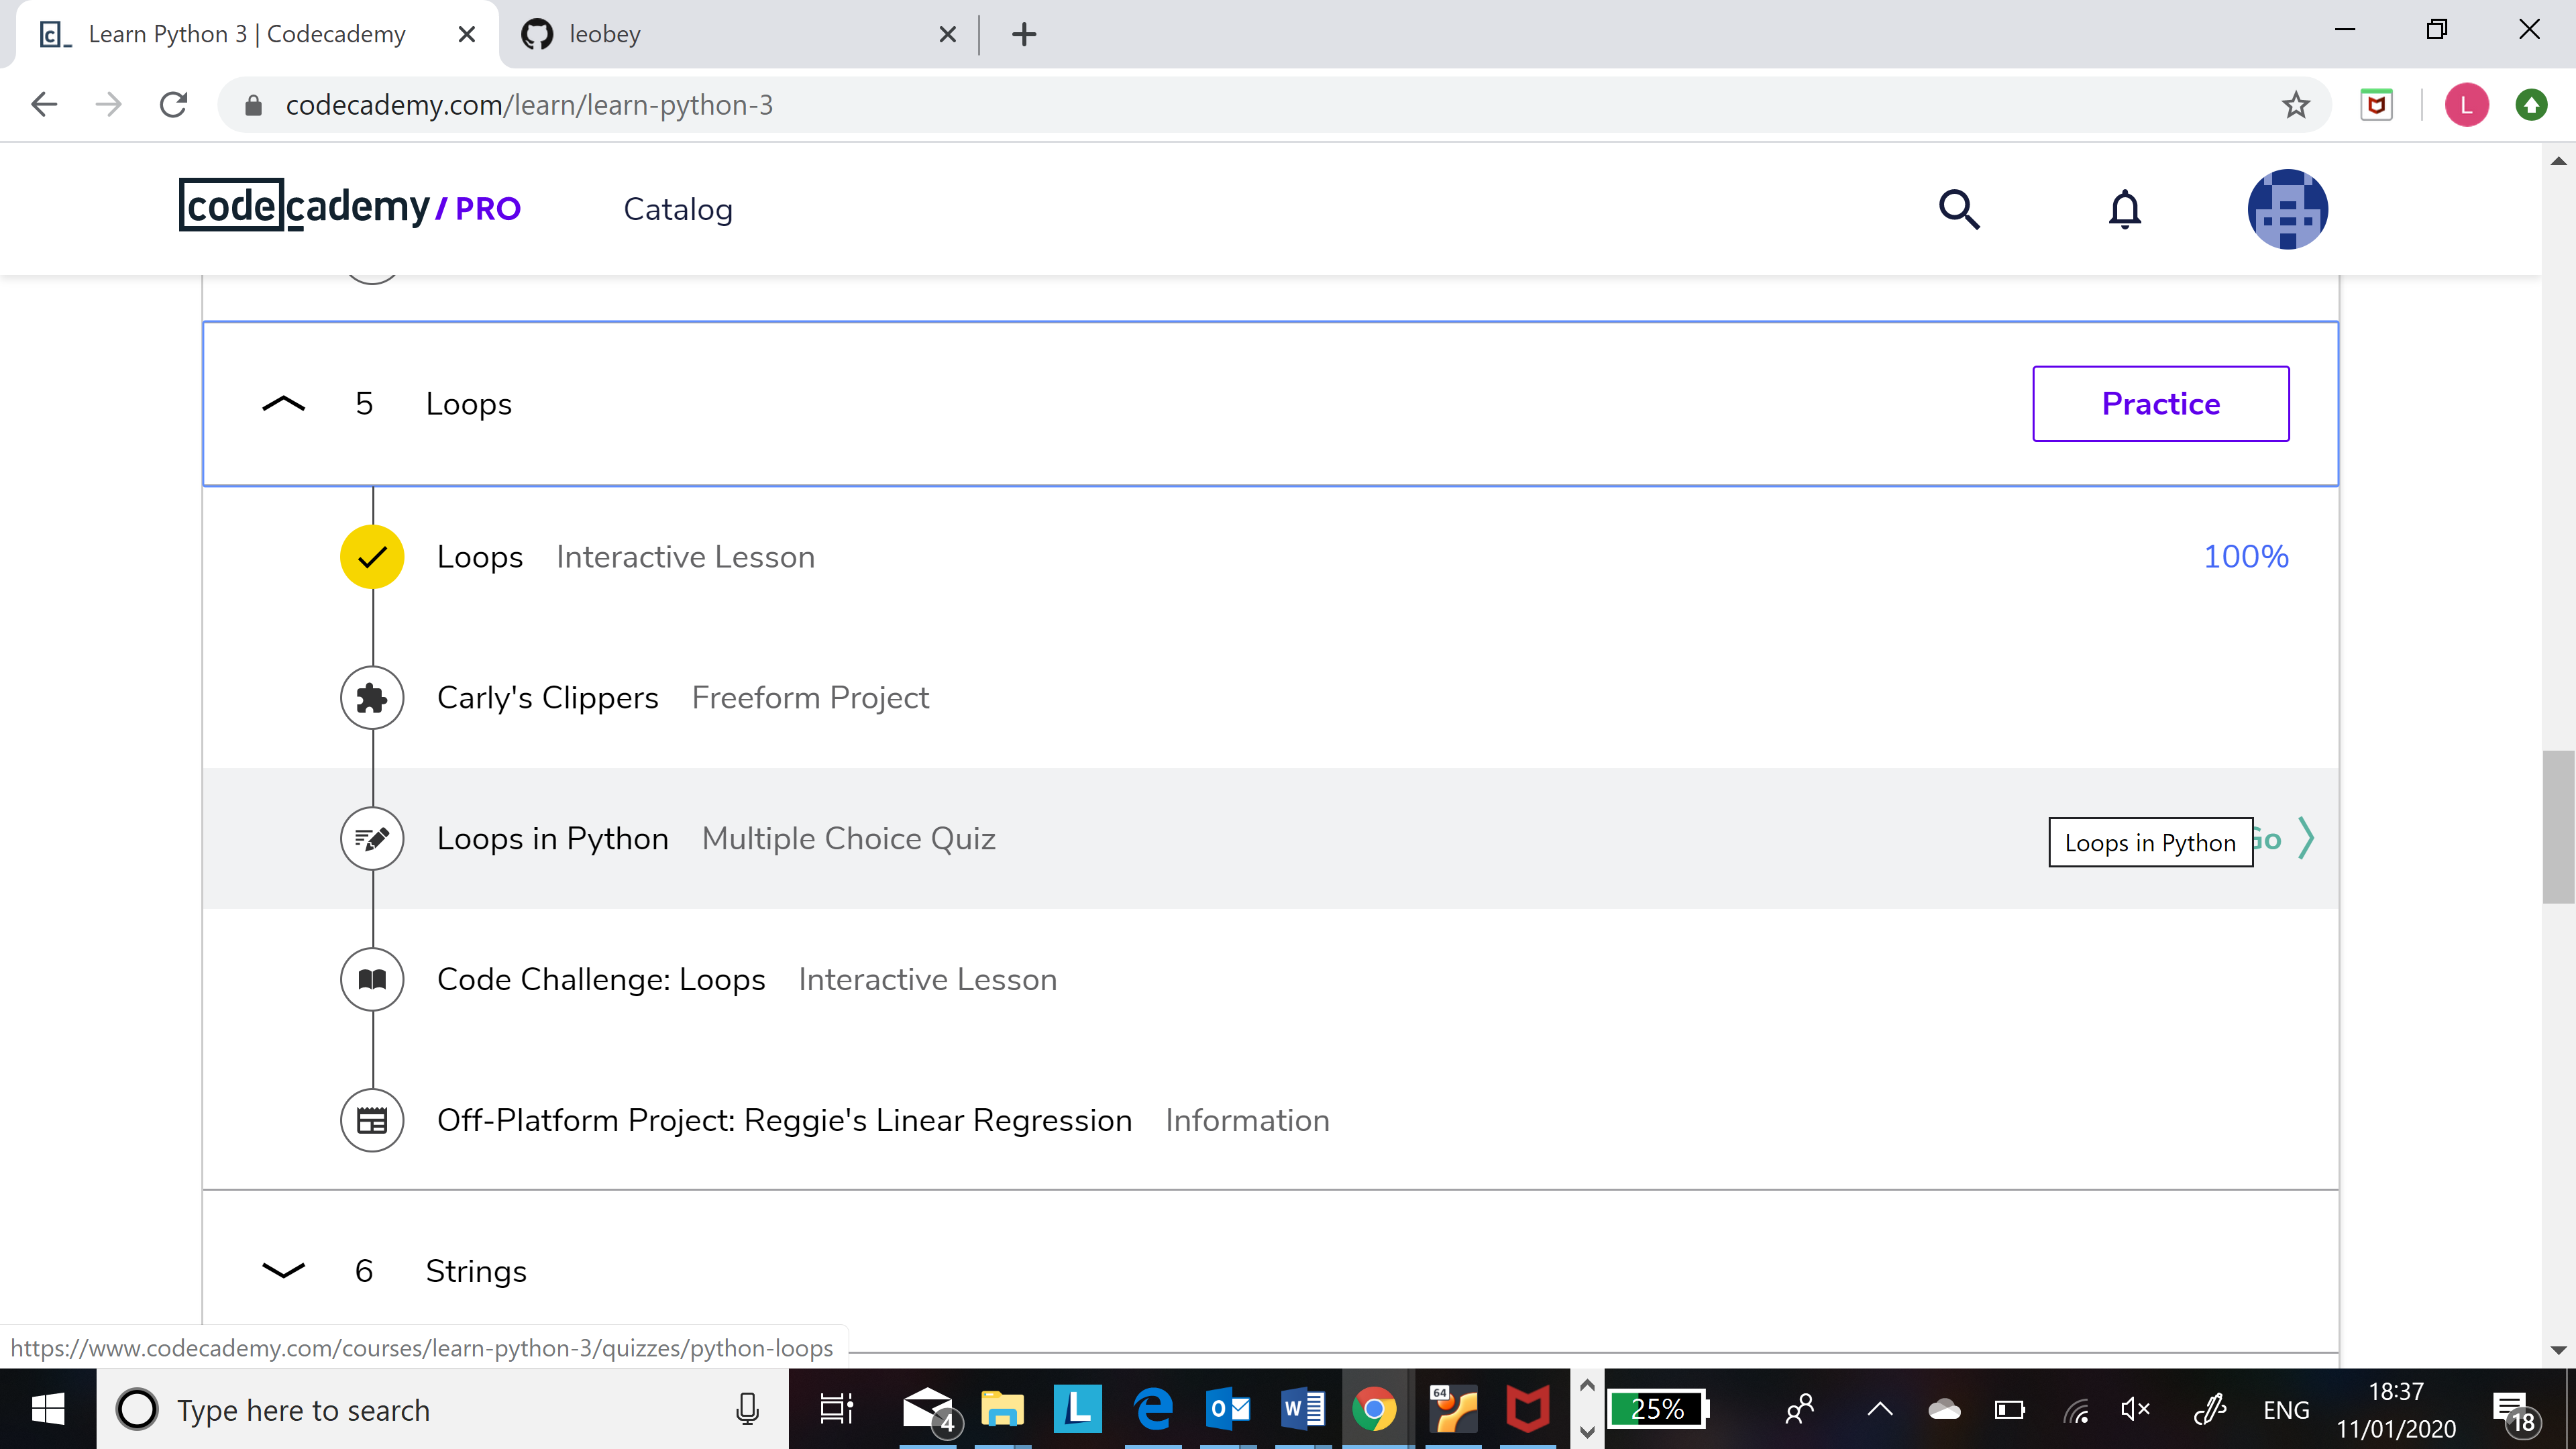 Learn Python 3 | Codecademy
leobey
codecademy.com/learn/learn-python-3
L
codecademy / PRO
Catalog
5 Loops
Practice
Loops Interactive Lesson 100%
Carly's Clippers Freeform Project
Loops in Python Multiple Choice Quiz
Loops in Python
Go
Code Challenge: Loops Interactive Lesson
Off-Platform Project: Reggie's Linear Regression Information
6 Strings
https://www.codecademy.com/courses/learn-python-3/quizzes/python-loops
Type here to search
4
64
25%
ENG
18:37
11/01/2020
18